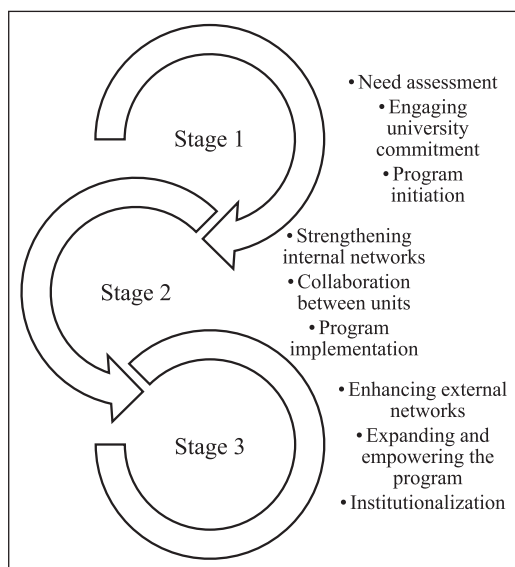 Stage 1
• Need assessment
• Engaging
university
commitment
• Program
initiation
Stage 2
• Strengthening
internal networks
• Collaboration
between units
• Program
implementation
Stage 3
• Enhancing external
networks
• Expanding and
empowering the
program
• Institutionalization